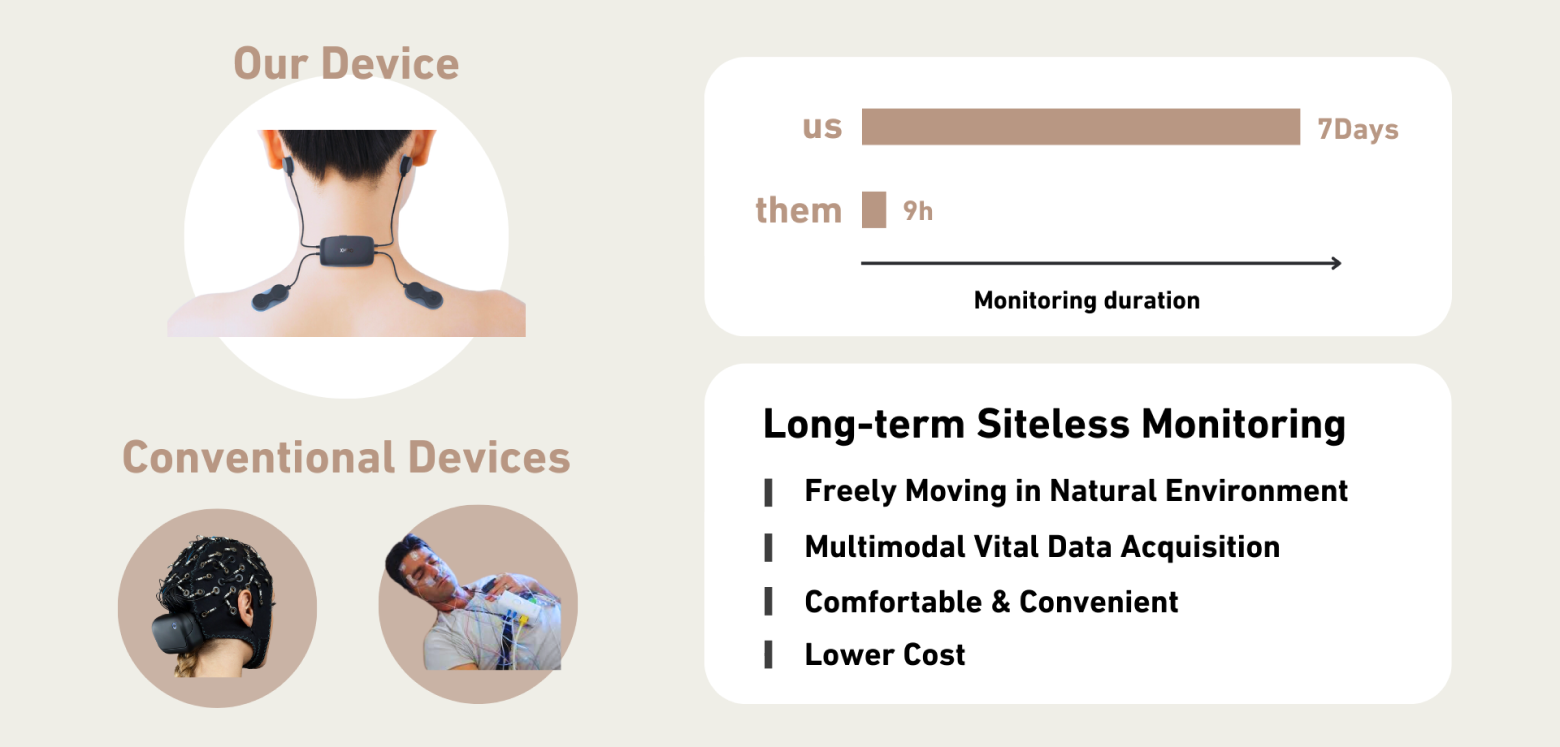 Our Device
us
7Days
them
9h
Monitoring duration
Conventional Devices
Long-term Siteless Monitoring
Freely Moving in Natural Environment
Multimodal Vital Data Acquisition
Comfortable & Convenient
Lower Cost